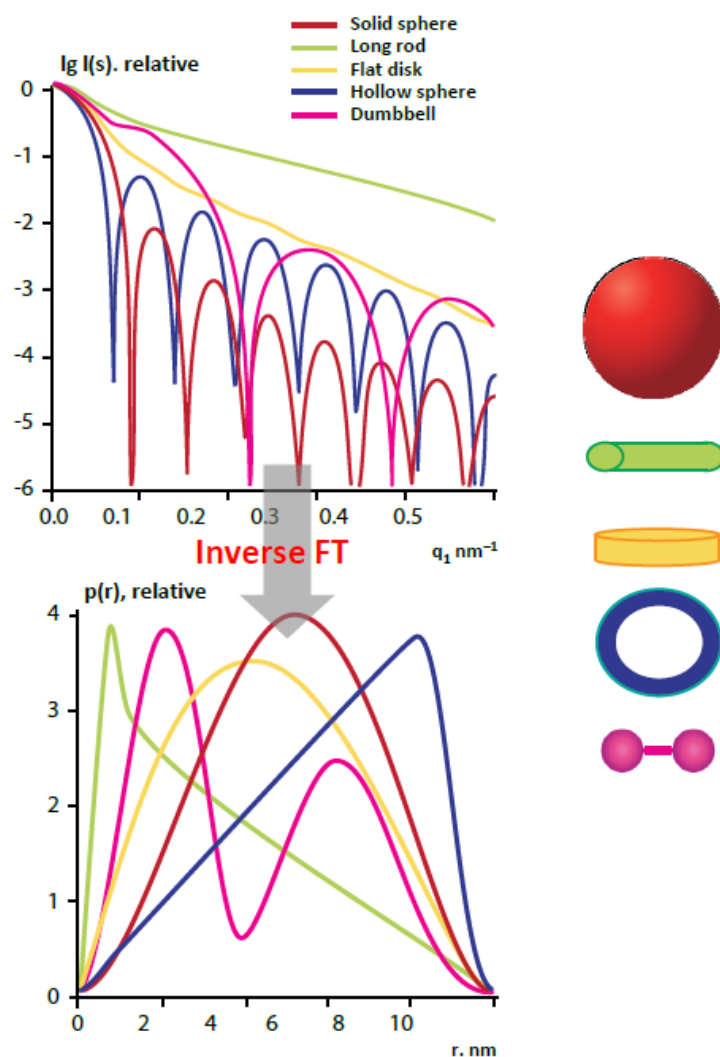 Solid sphere
Long rod
Flat disk
Hollow sphere
Dumbbell
lg I(s). relative
0
-1
-2
-3
-4
-5
-6
0.0 0.1 0.2 0.3 0.4 0.5
Inverse FT
q₁ nm⁻¹
p(r), relative
4
3
2
1
0
0 2 4 6 8 10
r. nm